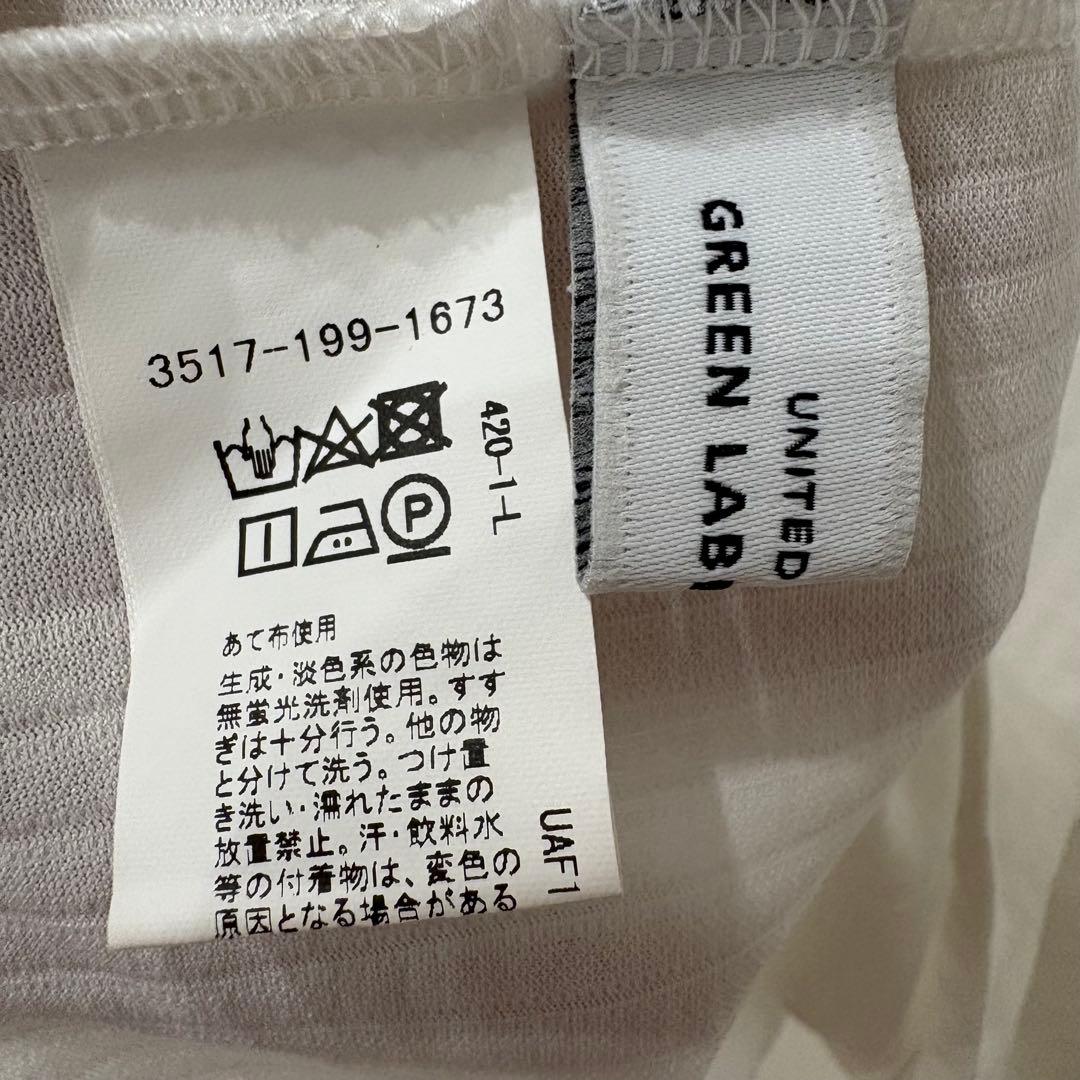 3517-199-1673
420-1-L
P
あて布使用
生成・淡色系の色物は
無蛍光洗剤使用。すす
ぎは十分行う。他の物
と分けて洗う。つけ置
き洗い・濡れたままの
放置禁止。汗・飲料水
等の付着物は、変色の
原因となる場合がある
UAF1
UNITED
GREEN LAB